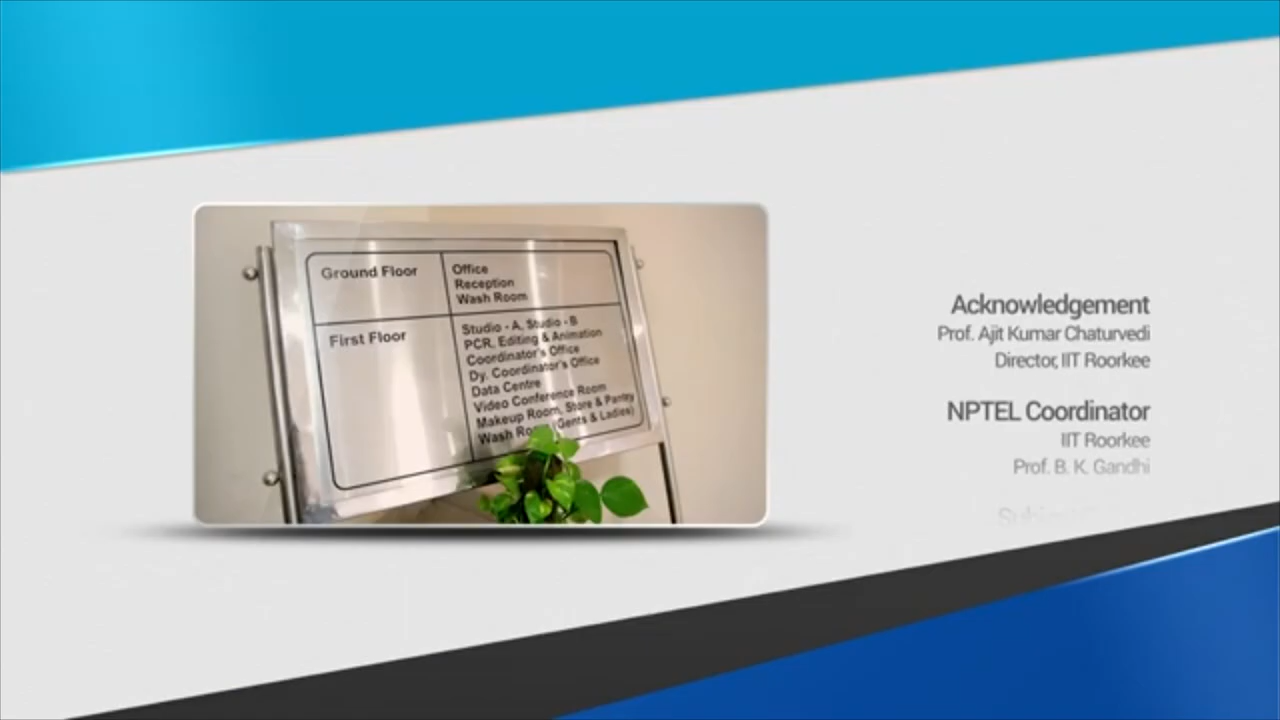 Ground Floor
Office
Reception
Wash Room
First Floor
Studio - A, Studio - B
PCR, Editing & Animation
Coordinator's Office
Dy. Coordinator's Office
Data Centre
Video Conference Room
Makeup Room, Store & Pantry
Wash Room (Gents & Ladies)
Acknowledgement
Prof. Ajit Kumar Chaturvedi
Director, IIT Roorkee
NPTEL Coordinator
IIT Roorkee
Prof. B. K. Gandhi